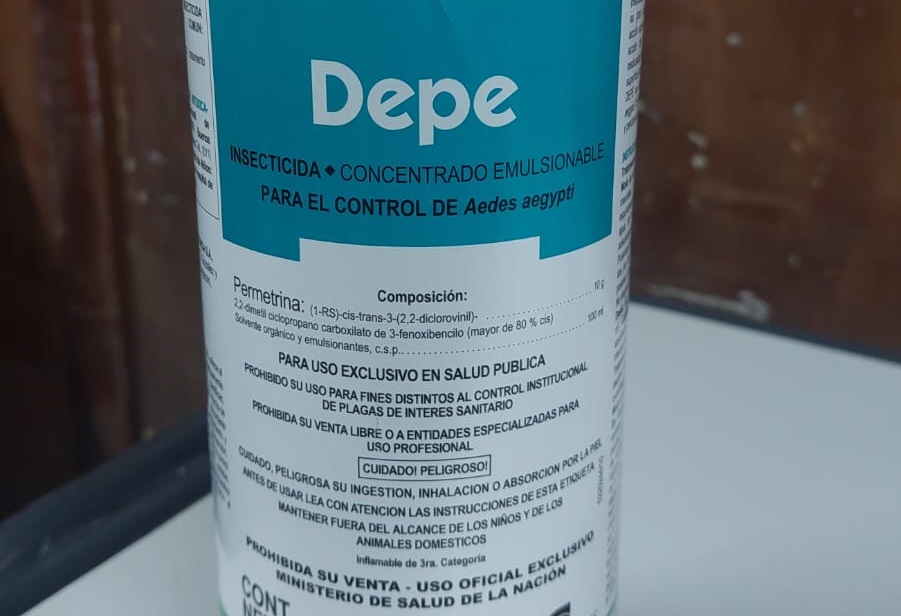 Depe
INSECTICIDA ◆ CONCENTRADO EMULSIONABLE
PARA EL CONTROL DE Aedes aegypti
Composición:
Permetrina: (1-RS)-cis-trans-3-(2,2-diclorovinil)- .......... 10 g
2,2-dimetil ciclopropano carboxilato de 3-fenoxibencilo (mayor de 80 % cis)
Solvente orgánico y emulsionantes, c.s.p.......... 100 ml
PARA USO EXCLUSIVO EN SALUD PUBLICA
PROHIBIDO SU USO PARA FINES DISTINTOS AL CONTROL INSTITUCIONAL
DE PLAGAS DE INTERES SANITARIO
PROHIBIDA SU VENTA LIBRE O A ENTIDADES ESPECIALIZADAS PARA
USO PROFESIONAL
CUIDADO! PELIGROSO!
CUIDADO, PELIGROSA SU INGESTION, INHALACION O ABSORCION POR LA PIEL
ANTES DE USAR LEA CON ATENCION LAS INSTRUCCIONES DE ESTA ETIQUETA
MANTENER FUERA DEL ALCANCE DE LOS NIÑOS Y DE LOS
ANIMALES DOMESTICOS
Inflamable de 3ra. Categoría
PROHIBIDA SU VENTA - USO OFICIAL EXCLUSIVO
MINISTERIO DE SALUD DE LA NACIÓN
CONT